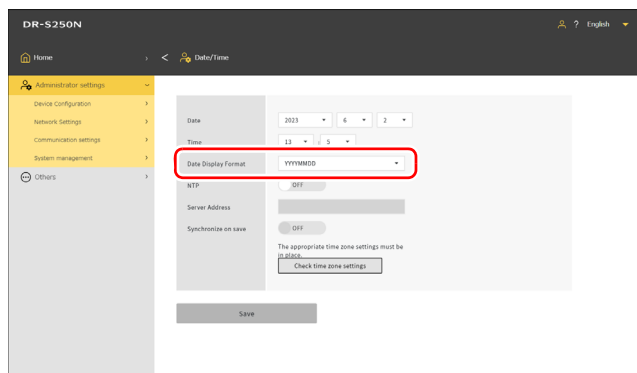 DR-S250N
? English
Home
Date/Time
Administrator settings
Device Configuration
Network Settings
Communication settings
System management
Others
Date 2023 6 2
Time 13 : 5
Date Display Format YYYYMMDD
NTP OFF
Server Address
Synchronize on save OFF
The appropriate time zone settings must be
in place.
Check time zone settings
Save